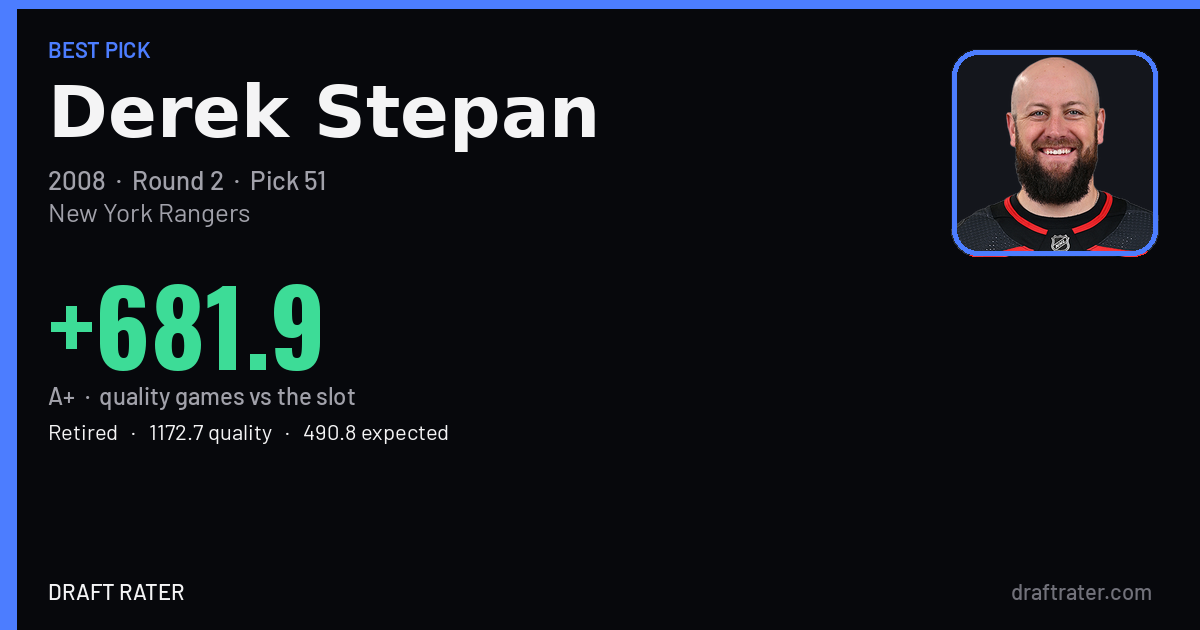 BEST PICK
Derek Stepan
2008 · Round 2 · Pick 51
New York Rangers
+681.9
A+ · quality games vs the slot
Retired · 1172.7 quality · 490.8 expected
DRAFT RATER
draftrater.com